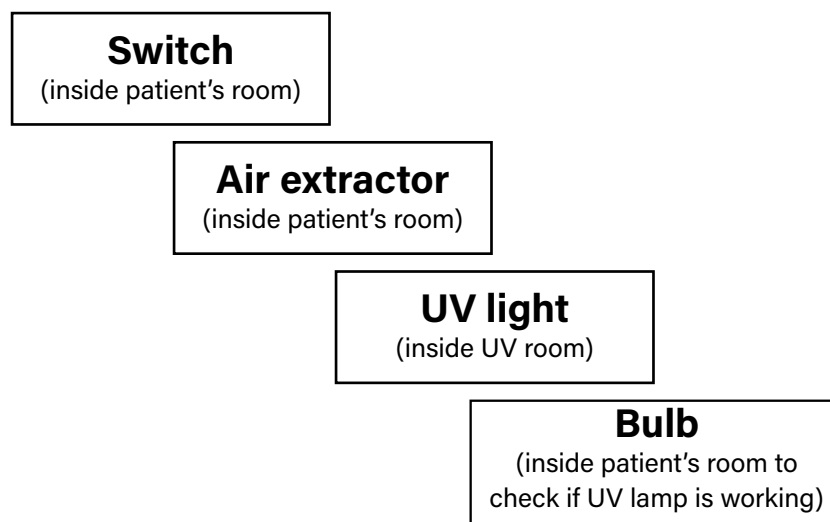 Switch
(inside patient's room)
Air extractor
(inside patient's room)
UV light
(inside UV room)
Bulb
(inside patient's room to
check if UV lamp is working)